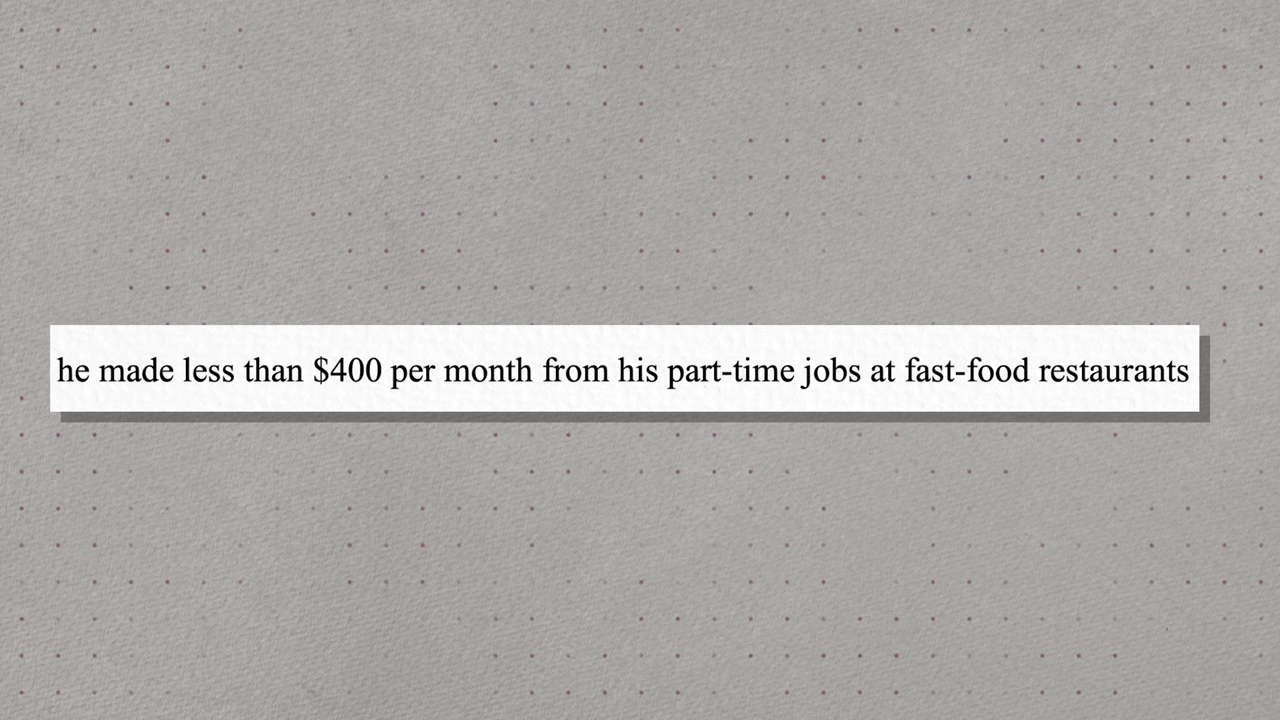 he made less than $400 per month from his part-time jobs at fast-food restaurants